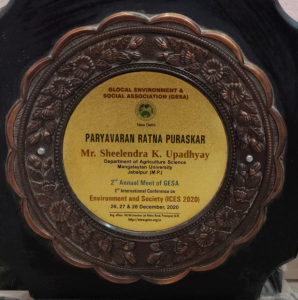 GLOCAL ENVIRONMENT &
SOCIAL ASSOCIATION (GESA)
New Delhi
PARYAVARAN RATNA PURASKAR
Mr. Sheelendra K. Upadhyay
Department of Agriculture Science
Mangalayatan University
Jabalpur (M.P.)
2nd Annual Meet of GESA
2nd International Conference on
Environment and Society (ICES 2020)
26, 27 & 28 December, 2020